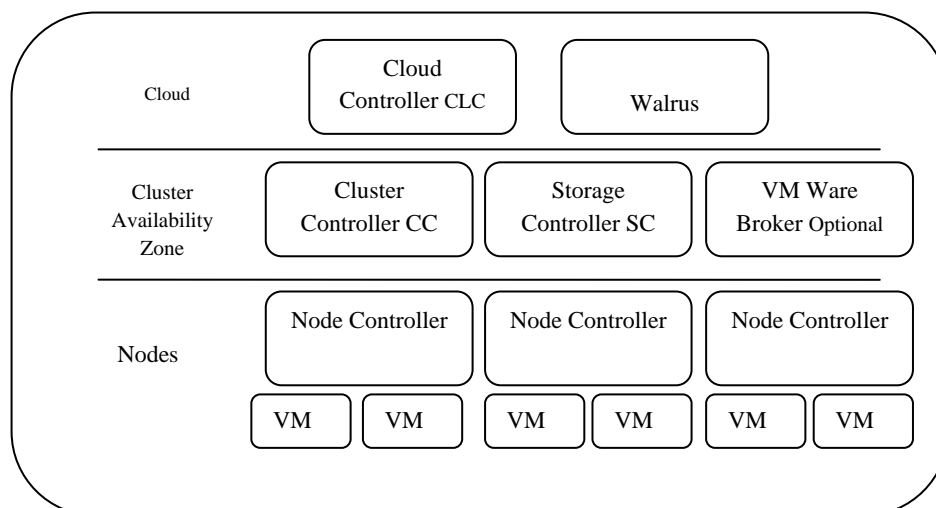 Cloud
Cloud
Controller CLC
Walrus
Cluster
Availability
Zone
Cluster
Controller CC
Storage
Controller SC
VM Ware
Broker Optional
Nodes
Node Controller
Node Controller
Node Controller
VM
VM
VM
VM
VM
VM